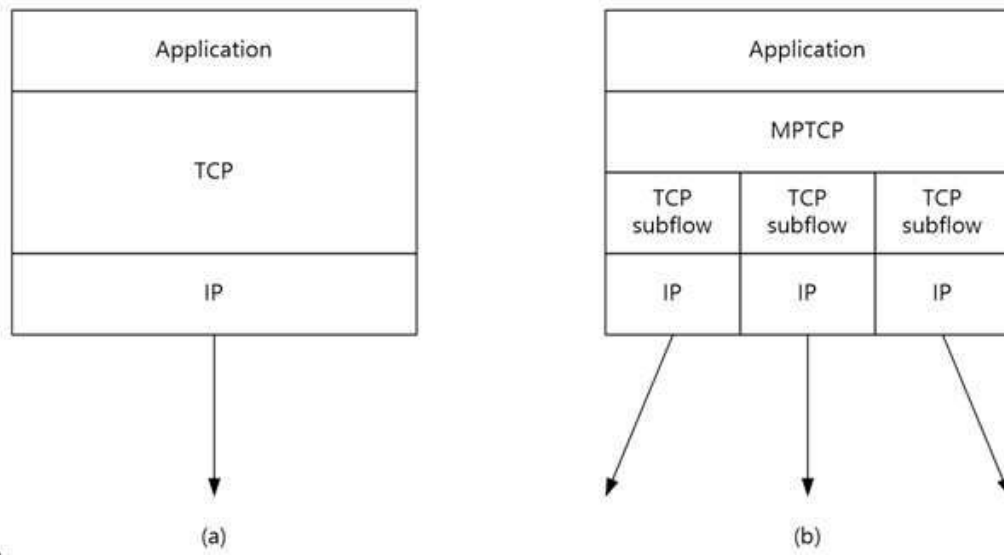 Application
TCP
IP
(a)
Application
MPTCP
TCP subflow
TCP subflow
TCP subflow
IP
IP
IP
(b)